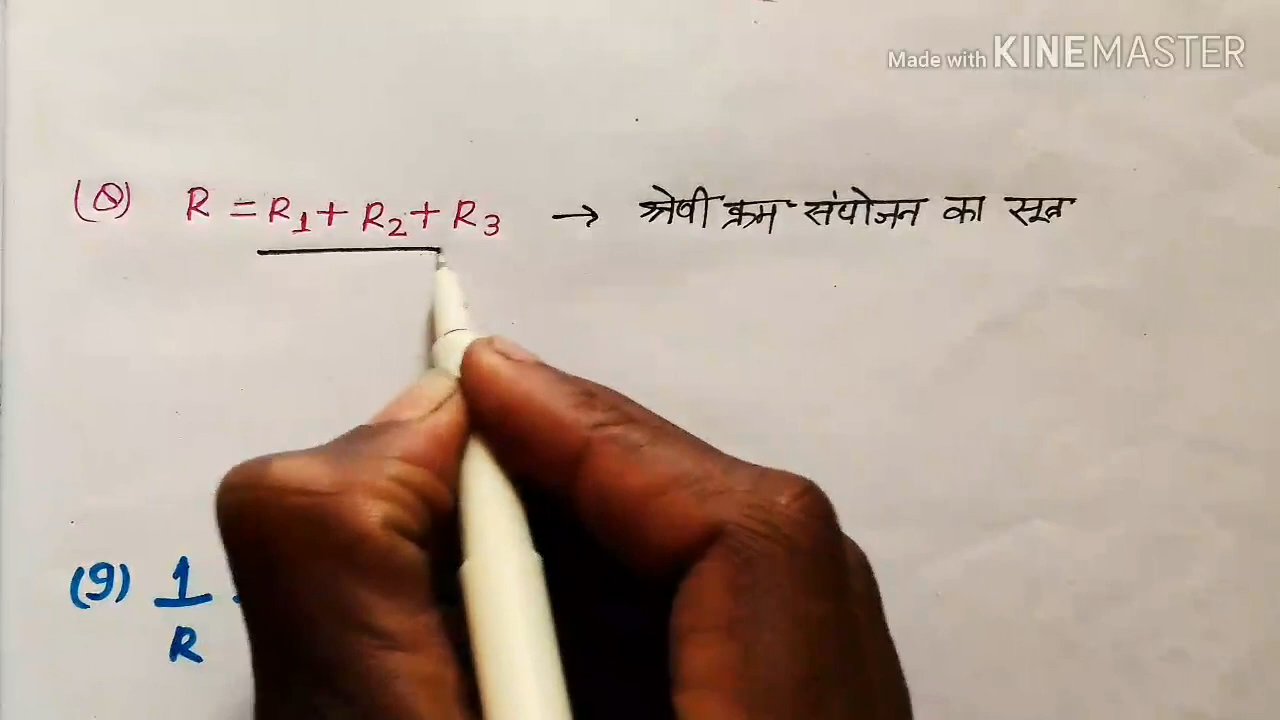 Made with KINEMASTER
(8) R = R₁ + R₂ + R₃ → श्रेणी क्रम संयोजन का सूत्र
(9) 1
R